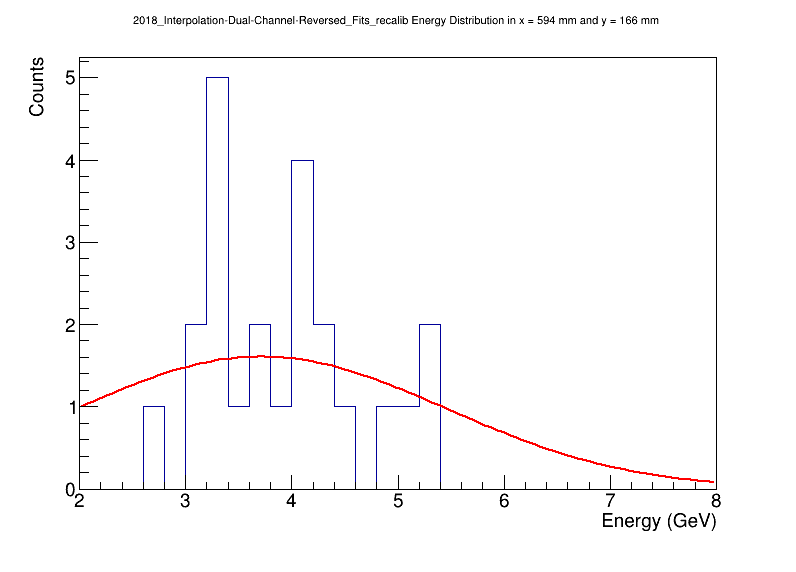 2018_Interpolation-Dual-Channel-Reversed_Fits_recalib Energy Distribution in x = 594 mm and y = 166 mm
Counts
5
4
3
2
1
0
2 3 4 5 6 7 8
Energy (GeV)